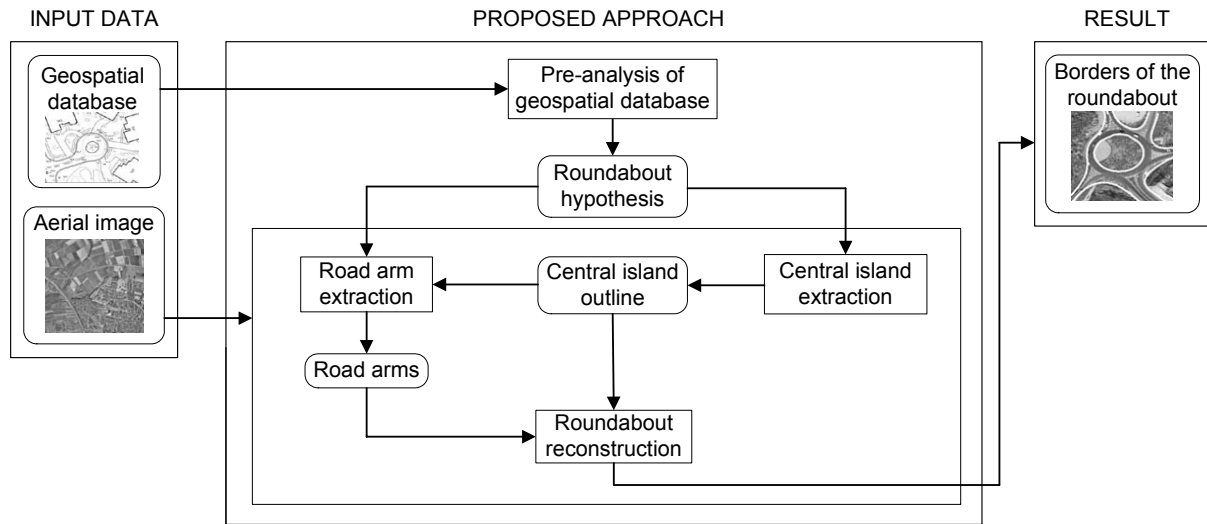 INPUT DATA
PROPOSED APPROACH
RESULT
Geospatial
database
Aerial image
Pre-analysis of
geospatial database
Roundabout
hypothesis
Road arm
extraction
Central island
outline
Central island
extraction
Road arms
Roundabout
reconstruction
Borders of the
roundabout